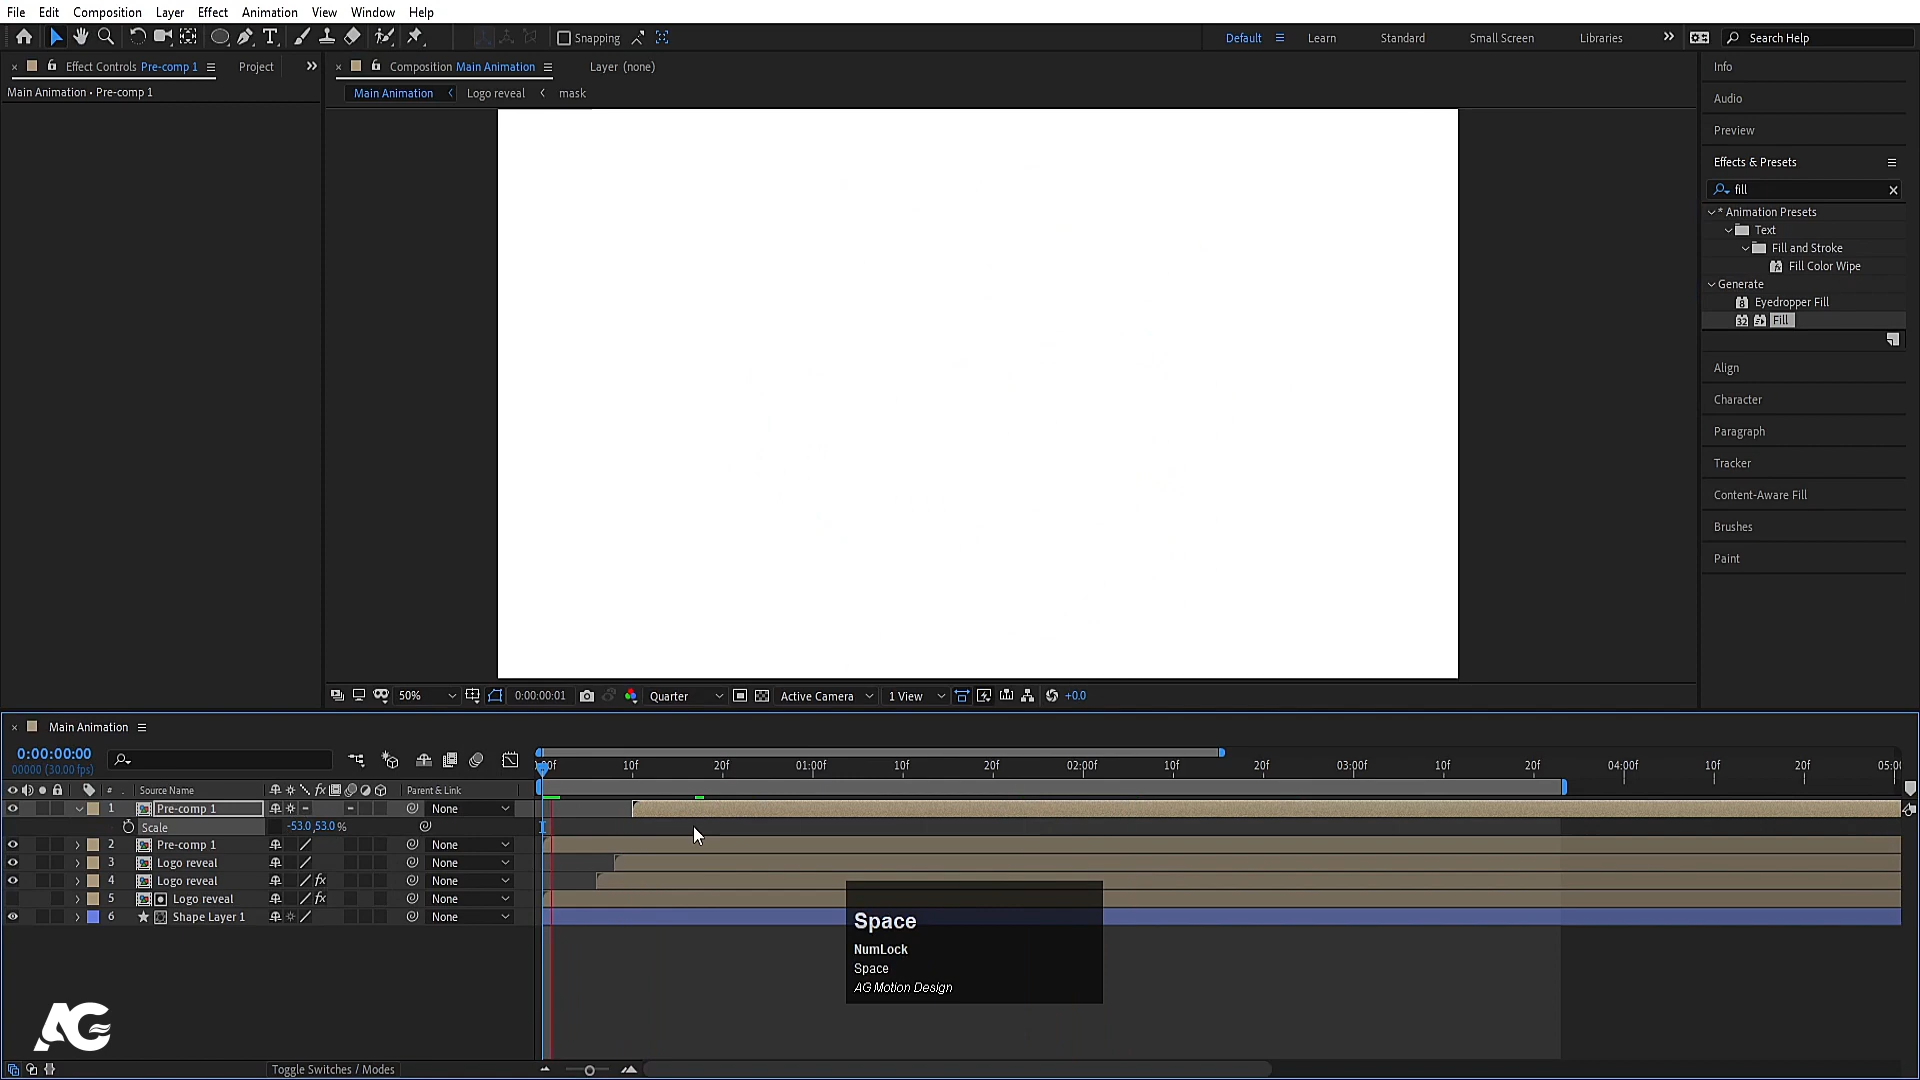 File Edit Composition Layer Effect Animation View Window Help
Snapping Default Learn Standard Small Screen Libraries Search Help
Effect Controls Pre-comp 1 Project Composition Main Animation Layer (none) Info
Main Animation • Pre-comp 1 Main Animation Logo reveal mask
Audio
Preview
Effects & Presets
fill
* Animation Presets
Text
Fill and Stroke
Fill Color Wipe
Generate
Eyedropper Fill
Fill
Align
Character
Paragraph
Tracker
Content-Aware Fill
Brushes
Paint
50% 0:00:00:01 Quarter Active Camera 1 View +0.0
Main Animation
0:00:00:00
00000 (30.00 fps)
10f 20f 01:00f 10f 20f 02:00f 10f 20f 03:00f 10f 20f 04:00f 10f 20f
# Source Name fx Parent & Link
1 Pre-comp 1 None
Scale -53.0,53.0 %
2 Pre-comp 1 None
3 Logo reveal None
4 Logo reveal fx None
5 Logo reveal fx None
6 Shape Layer 1 None
Space
NumLock
Space
AG Motion Design
AG
Toggle Switches / Modes